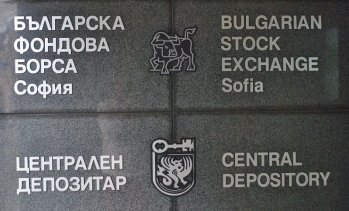 БЪЛГАРСКА
ФОНДОВА
БОРСА
София
BULGARIAN
STOCK
EXCHANGE
Sofia
ЦЕНТРАЛЕН
ДЕПОЗИТАР
CENTRAL
DEPOSITORY